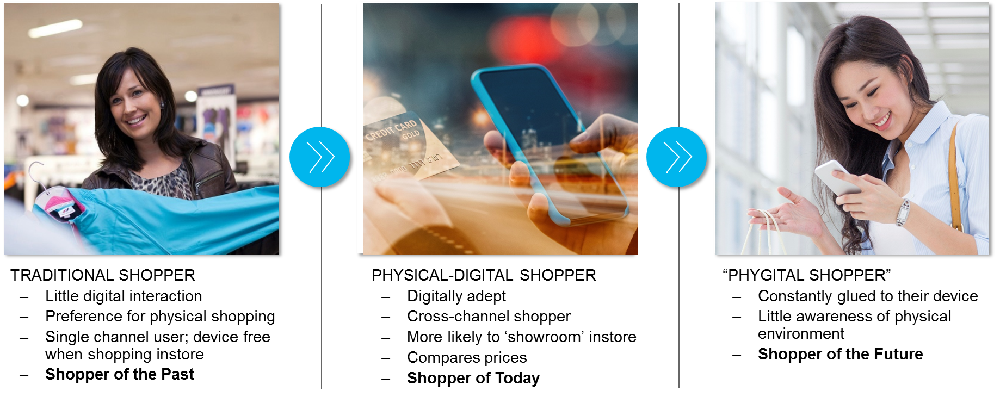 TRADITIONAL SHOPPER
– Little digital interaction
– Preference for physical shopping
– Single channel user; device free
when shopping instore
– Shopper of the Past
CREDIT CARD
GOLD
PHYSICAL-DIGITAL SHOPPER
– Digitally adept
– Cross-channel shopper
– More likely to ‘showroom’ instore
– Compares prices
– Shopper of Today
“PHYGITAL SHOPPER”
– Constantly glued to their device
– Little awareness of physical
environment
– Shopper of the Future